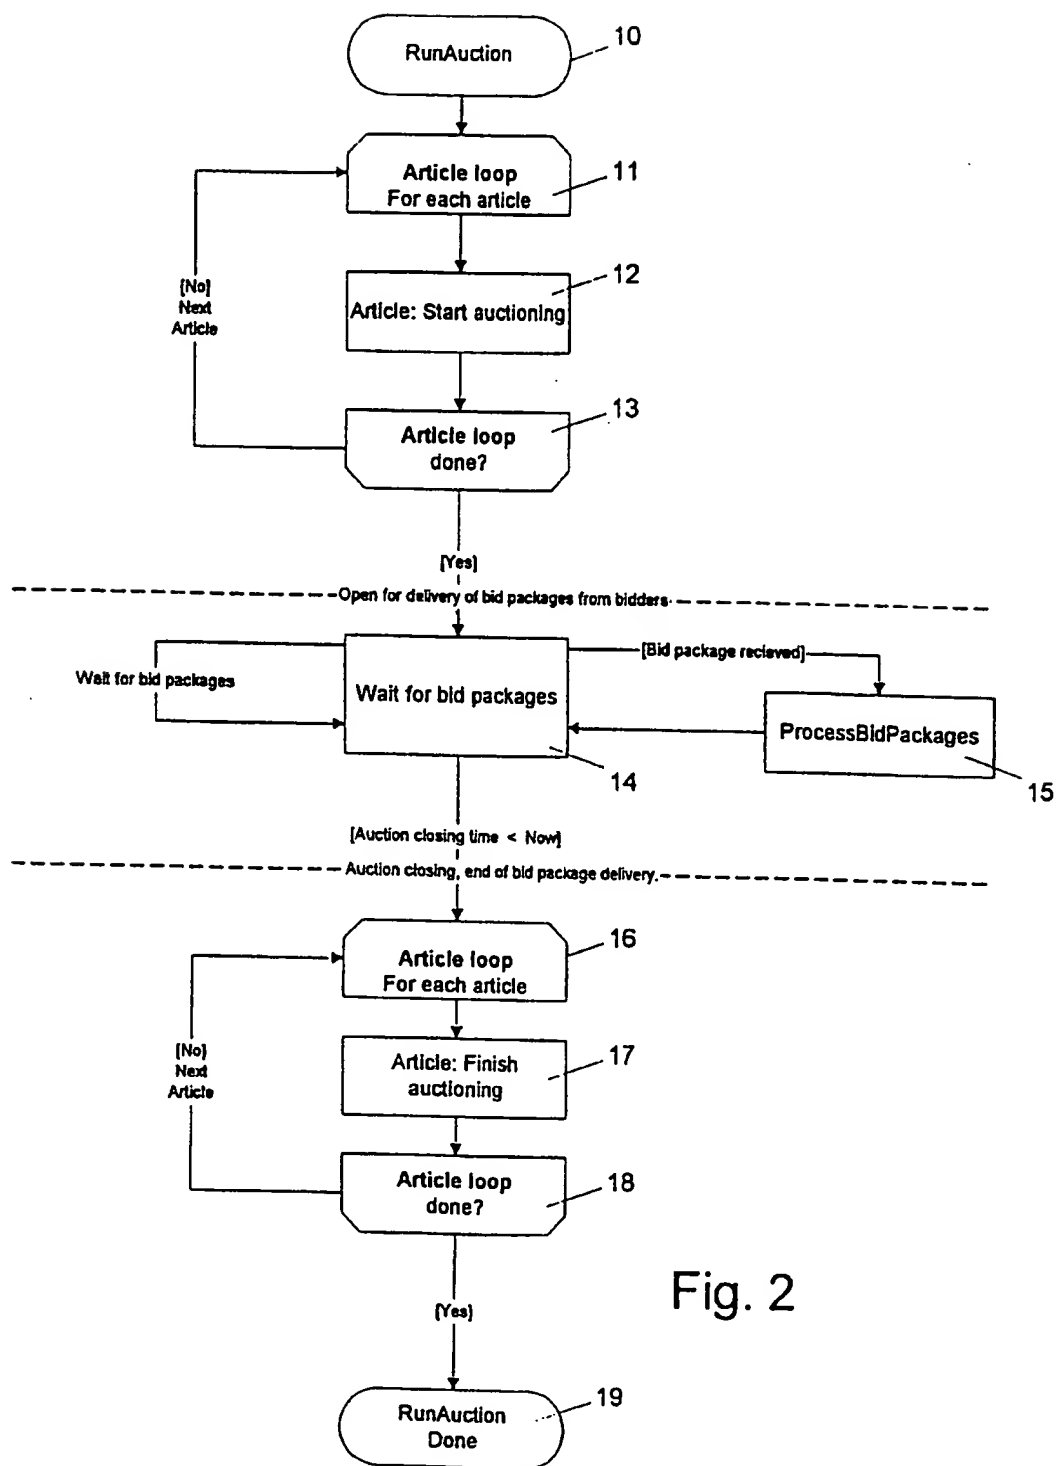 RunAuction
10
Article loop
For each article
11
12
Article: Start auctioning
[No]
Next
Article
13
Article loop
done?
[Yes]
Open for delivery of bid packages from bidders
[Bid package recieved]
Wait for bid packages
Wait for bid packages
ProcessBidPackages
14
15
[Auction closing time < Now]
Auction closing, end of bid package delivery.
16
Article loop
For each article
[No]
Next
Article
Article: Finish
auctioning
17
Article loop
done?
18
[Yes]
Fig. 2
RunAuction
Done
19